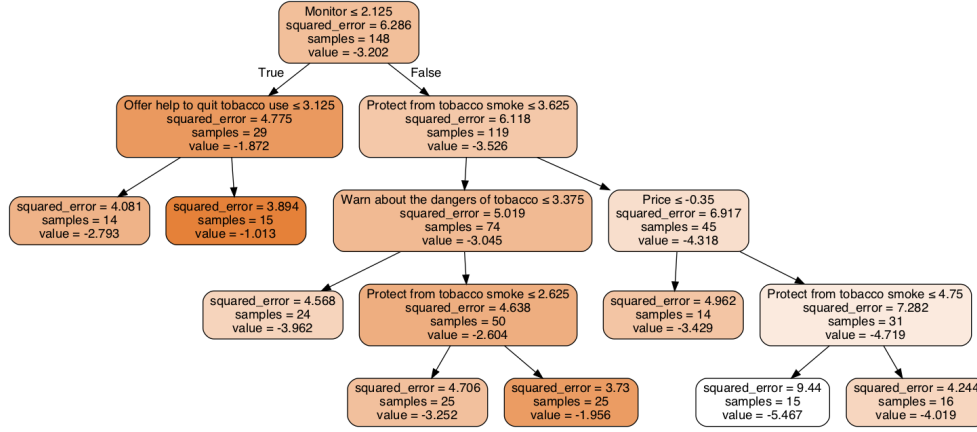 Monitor ≤ 2.125
squared_error = 6.286
samples = 148
value = -3.202
True
False
Offer help to quit tobacco use ≤ 3.125
squared_error = 4.775
samples = 29
value = -1.872
Protect from tobacco smoke ≤ 3.625
squared_error = 6.118
samples = 119
value = -3.526
squared_error = 4.081
samples = 14
value = -2.793
squared_error = 3.894
samples = 15
value = -1.013
Warn about the dangers of tobacco ≤ 3.375
squared_error = 5.019
samples = 74
value = -3.045
Price ≤ -0.35
squared_error = 6.917
samples = 45
value = -4.318
squared_error = 4.568
samples = 24
value = -3.962
Protect from tobacco smoke ≤ 2.625
squared_error = 4.638
samples = 50
value = -2.604
squared_error = 4.962
samples = 14
value = -3.429
Protect from tobacco smoke ≤ 4.75
squared_error = 7.282
samples = 31
value = -4.719
squared_error = 4.706
samples = 25
value = -3.252
squared_error = 3.73
samples = 25
value = -1.956
squared_error = 9.44
samples = 15
value = -5.467
squared_error = 4.244
samples = 16
value = -4.019